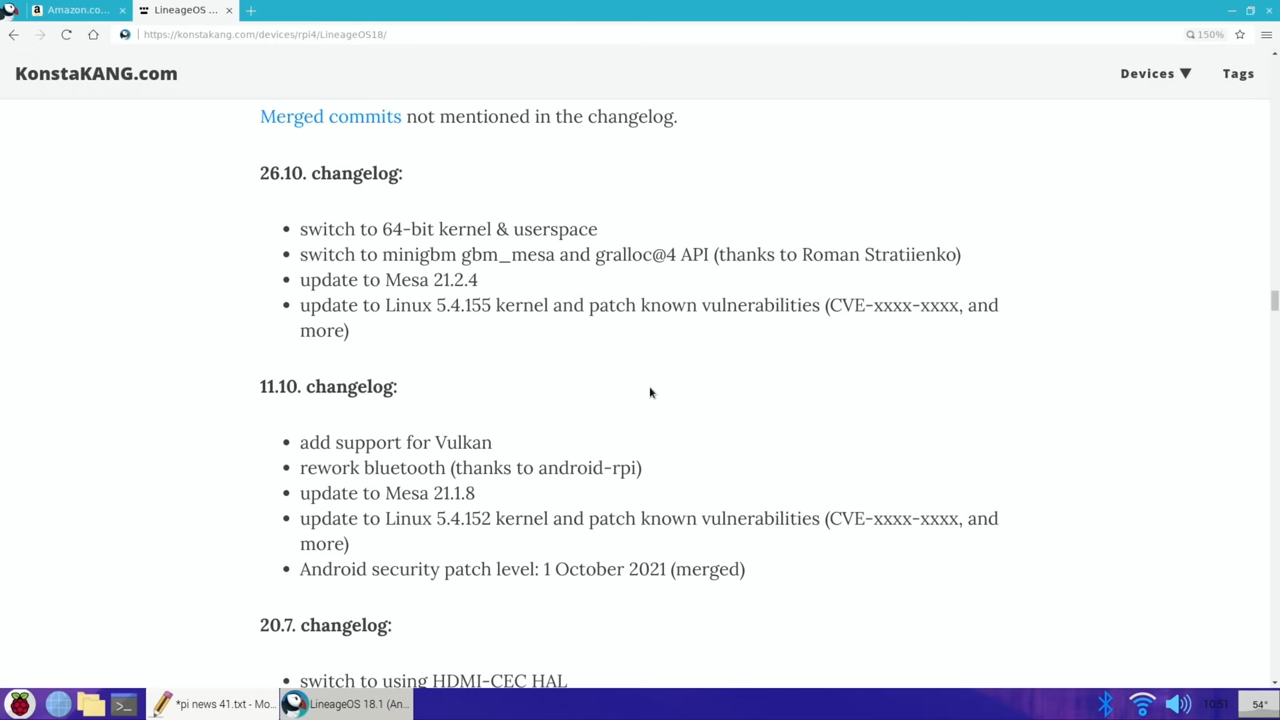 Amazon.co...
LineageOS ...
https://konstakang.com/devices/rpi4/LineageOS18/
150%
KonstaKANG.com
Devices ▼
Tags
Merged commits not mentioned in the changelog.
26.10. changelog:
• switch to 64-bit kernel & userspace
• switch to minigbm gbm_mesa and gralloc@4 API (thanks to Roman Stratiienko)
• update to Mesa 21.2.4
• update to Linux 5.4.155 kernel and patch known vulnerabilities (CVE-xxxx-xxxx, and
more)
11.10. changelog:
• add support for Vulkan
• rework bluetooth (thanks to android-rpi)
• update to Mesa 21.1.8
• update to Linux 5.4.152 kernel and patch known vulnerabilities (CVE-xxxx-xxxx, and
more)
• Android security patch level: 1 October 2021 (merged)
20.7. changelog:
• switch to using HDMI-CEC HAL
*pi news 41.txt - Mo...
LineageOS 18.1 (An...
10:51
54°